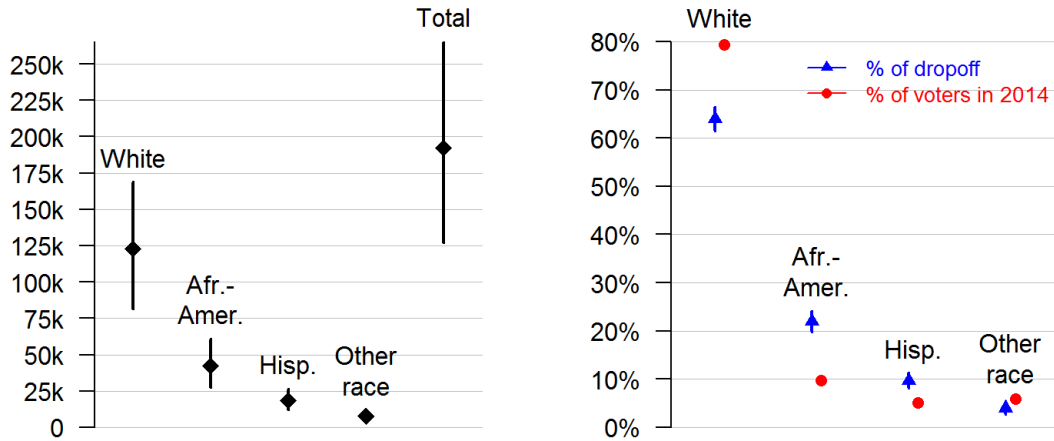 Total
250k
225k
200k
175k
150k
125k
100k
75k
50k
25k
0
White
Afr.-
Amer.
Hisp.
Other
race
White
80%
70%
60%
50%
40%
30%
20%
10%
0%
% of dropoff
% of voters in 2014
Afr.-
Amer.
Hisp.
Other
race